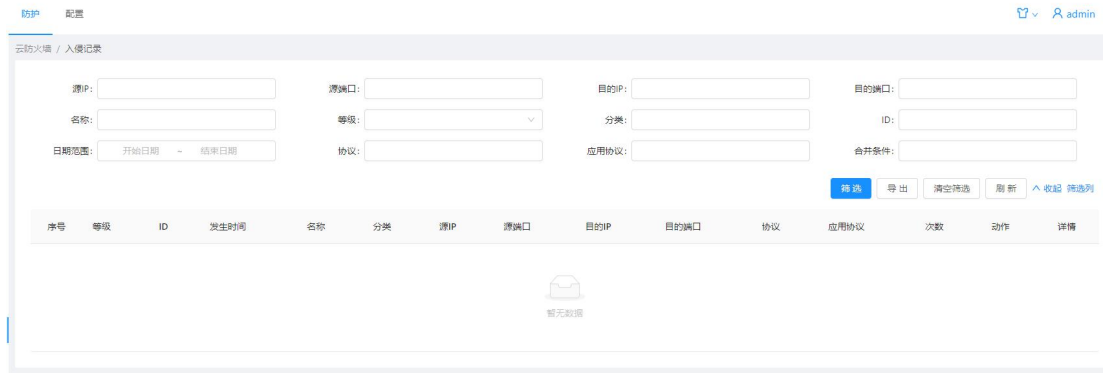 防护 配置 admin
云防火墙 / 入侵记录
源IP: 源端口: 目的IP: 目的端口:
名称: 等级: 分类: ID:
日期范围: 开始日期 ~ 结束日期 协议: 应用协议: 合并条件:
筛 选 导 出 清空筛选 刷 新 收起 筛选列
序号 等级 ID 发生时间 名称 分类 源IP 源端口 目的IP 目的端口 协议 应用协议 次数 动作 详情
暂无数据